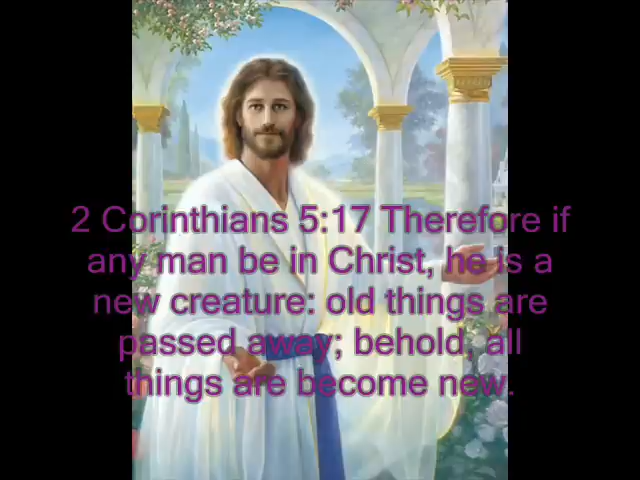 2 Corinthians 5:17 Therefore if
any man be in Christ, he is a
new creature: old things are
passed away; behold, all
things are become new.